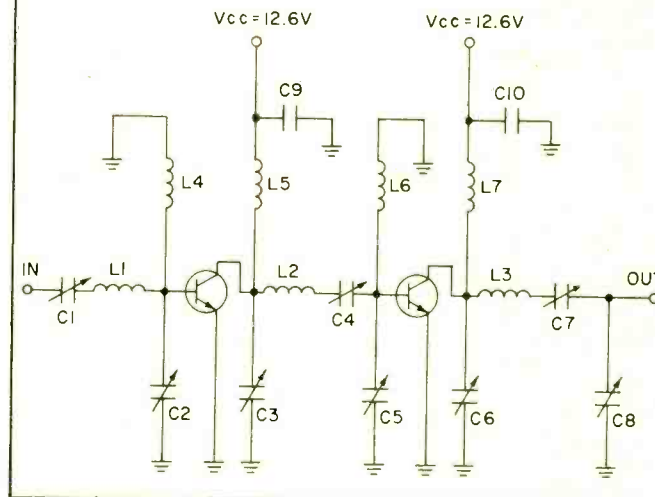 Vcc = 12.6V
Vcc = 12.6V
C9
C10
L4
L5
L6
L7
IN
L1
L2
L3
OUT
C1
C4
C7
C2
C3
C5
C6
C8